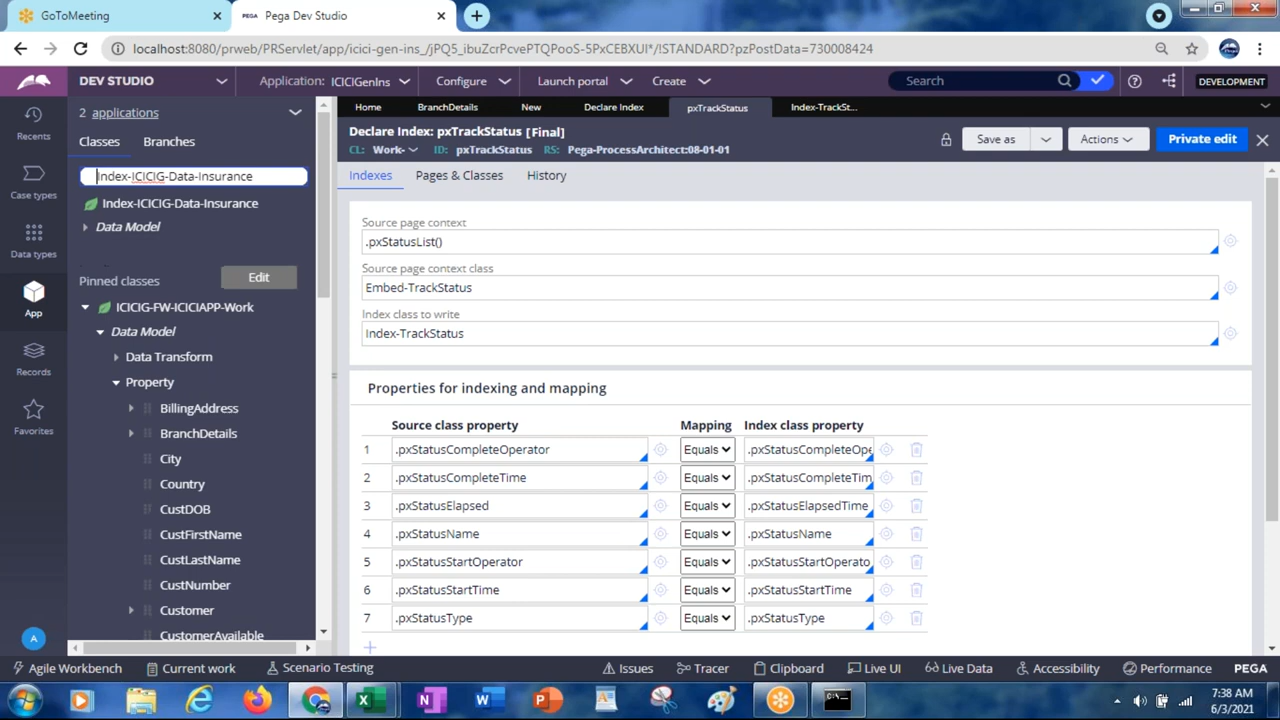 GoToMeeting
PEGA Pega Dev Studio
localhost:8080/prweb/PRServlet/app/icici-gen-ins_/jPQ5_ibuZcrPcvePTQPooS-5PxCEBXUI*/!STANDARD?pzPostData=730008424
DEV STUDIO
Application: ICICIGenIns
Configure
Launch portal
Create
Search
DEVELOPMENT
Recents
Case types
Data types
App
Records
Favorites
A
2 applications
Classes Branches
Index-ICICIG-Data-Insurance
Index-ICICIG-Data-Insurance
Data Model
Pinned classes Edit
ICICIG-FW-ICICIAPP-Work
Data Model
Data Transform
Property
BillingAddress
BranchDetails
City
Country
CustDOB
CustFirstName
CustLastName
CustNumber
Customer
CustomerAvailable
Home BranchDetails New Declare Index pxTrackStatus Index-TrackSt...
Declare Index: pxTrackStatus [Final]
CL: Work- ID: pxTrackStatus RS: Pega-ProcessArchitect:08-01-01
Save as Actions Private edit
Indexes Pages & Classes History
Source page context
.pxStatusList()
Source page context class
Embed-TrackStatus
Index class to write
Index-TrackStatus
Properties for indexing and mapping
Source class property Mapping Index class property
1 .pxStatusCompleteOperator Equals .pxStatusCompleteOpe
2 .pxStatusCompleteTime Equals .pxStatusCompleteTim
3 .pxStatusElapsed Equals .pxStatusElapsedTime
4 .pxStatusName Equals .pxStatusName
5 .pxStatusStartOperator Equals .pxStatusStartOperato
6 .pxStatusStartTime Equals .pxStatusStartTime
7 .pxStatusType Equals .pxStatusType
Agile Workbench Current work Scenario Testing Issues Tracer Clipboard Live UI Live Data Accessibility Performance PEGA
7:38 AM
6/3/2021